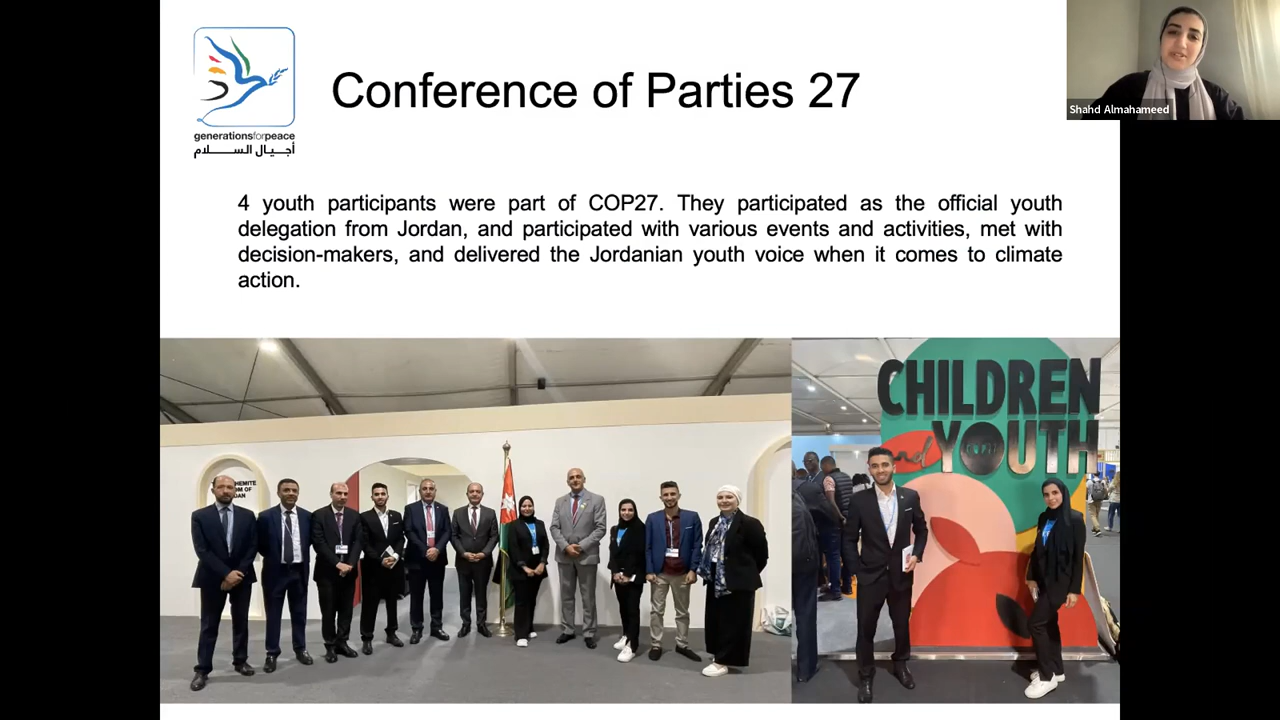 generationsforpeace
أجيال السلام
Conference of Parties 27
Shahd Almahameed
4 youth participants were part of COP27. They participated as the official youth
delegation from Jordan, and participated with various events and activities, met with
decision-makers, and delivered the Jordanian youth voice when it comes to climate
action.
CHILDREN
and YOUTH